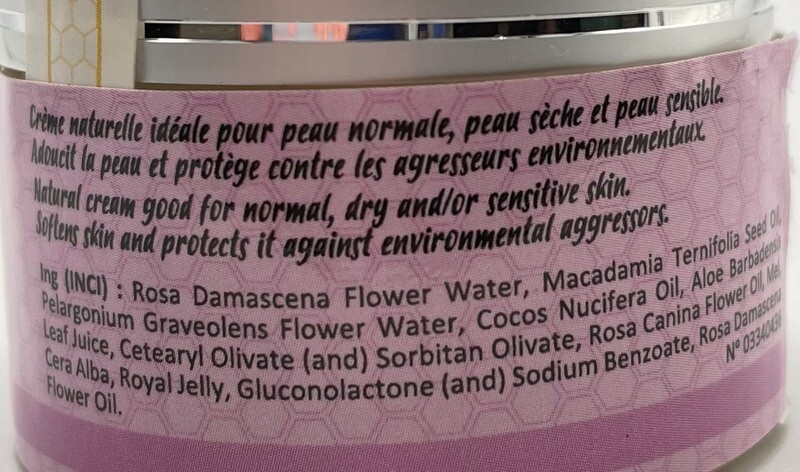 Crème naturelle idéale pour peau normale, peau sèche et peau sensible.
Adoucit la peau et protège contre les agresseurs environnementaux.
Natural cream good for normal, dry and/or sensitive skin.
Softens skin and protects it against environmental aggressors.
Ing (INCI) : Rosa Damascena Flower Water, Macadamia Ternifolia Seed Oil,
Pelargonium Graveolens Flower Water, Cocos Nucifera Oil, Aloe Barbadensis
Leaf Juice, Cetearyl Olivate (and) Sorbitan Olivate, Rosa Canina Flower Oil, Mel,
Cera Alba, Royal Jelly, Gluconolactone (and) Sodium Benzoate, Rosa Damascena
Flower Oil.
N°